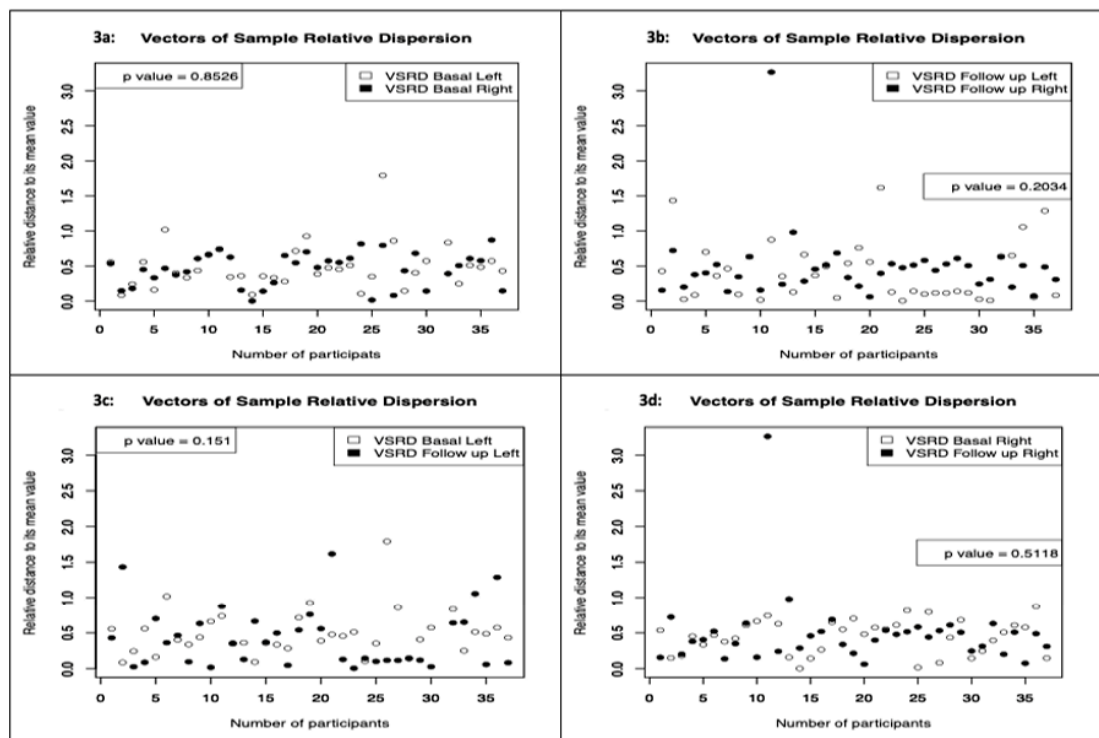 3a: Vectors of Sample Relative Dispersion
p value = 0.8526
VSRD Basal Left
VSRD Basal Right
Relative distance to its mean value
0.0 0.5 1.0 1.5 2.0 2.5 3.0
0 5 10 15 20 25 30 35
Number of participats
3b: Vectors of Sample Relative Dispersion
VSRD Follow up Left
VSRD Follow up Right
p value = 0.2034
Relative distance to its mean value
0.0 0.5 1.0 1.5 2.0 2.5 3.0
0 5 10 15 20 25 30 35
Number of participants
3c: Vectors of Sample Relative Dispersion
p value = 0.151
VSRD Basal Left
VSRD Follow up Left
Relative distance to its mean value
0.0 0.5 1.0 1.5 2.0 2.5 3.0
0 5 10 15 20 25 30 35
Number of participants
3d: Vectors of Sample Relative Dispersion
VSRD Basal Right
VSRD Follow up Right
p value = 0.5118
Relative distance to its mean value
0.0 0.5 1.0 1.5 2.0 2.5 3.0
0 5 10 15 20 25 30 35
Number of participants